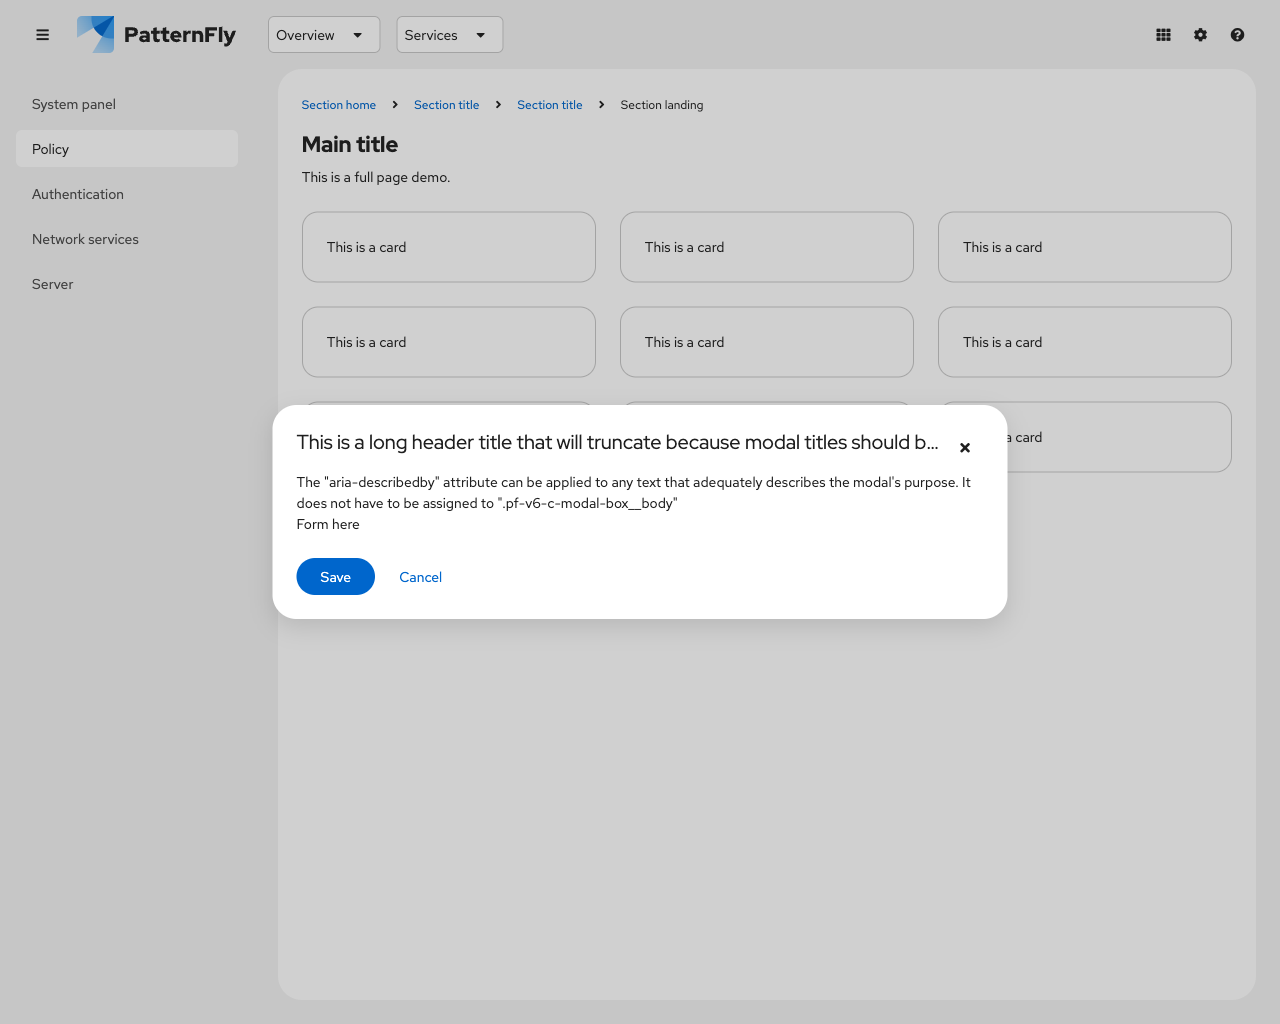 PatternFly
Overview
Services
System panel
Policy
Authentication
Network services
Server
Section home
Section title
Section title
Section landing
Main title
This is a full page demo.
This is a card
This is a card
This is a card
This is a card
This is a card
This is a card
a card
This is a long header title that will truncate because modal titles should b...
The "aria-describedby" attribute can be applied to any text that adequately describes the modal's purpose. It
does not have to be assigned to ".pf-v6-c-modal-box__body"
Form here
Save
Cancel